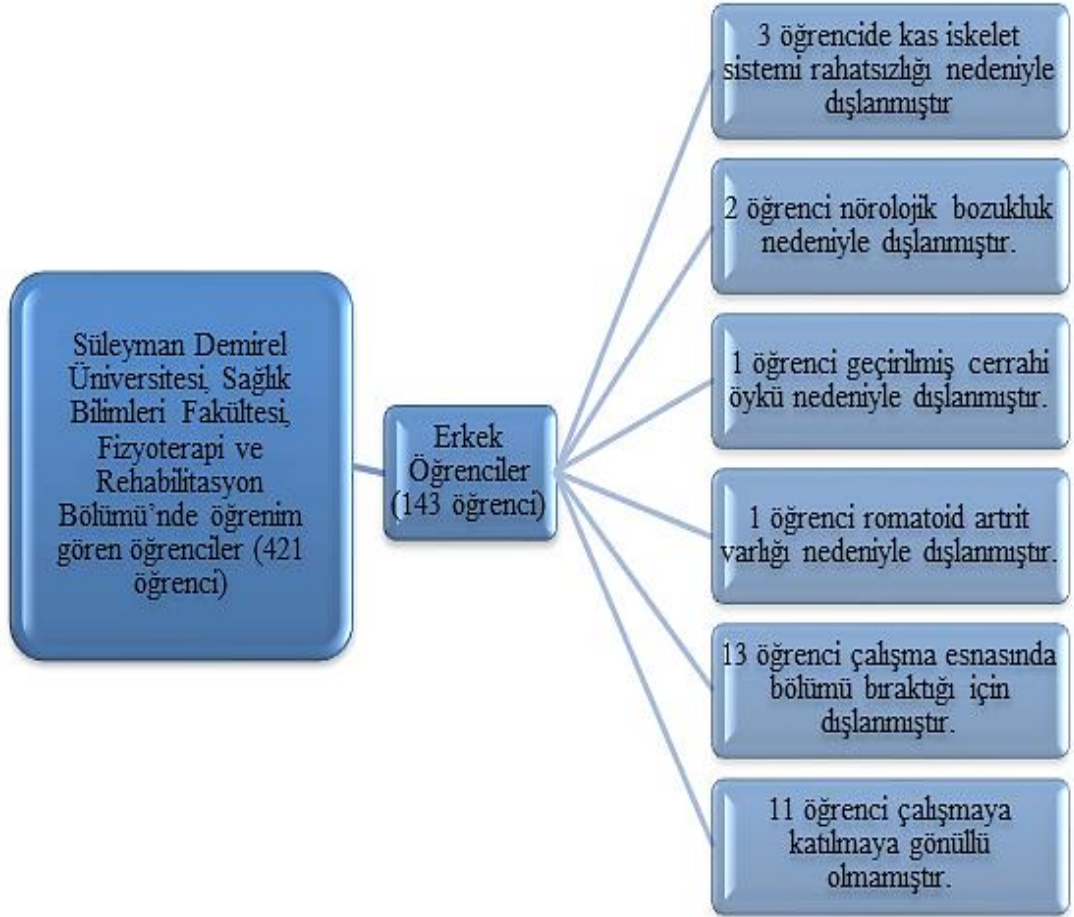 Süleyman Demirel
Üniversitesi, Sağlık
Bilimleri Fakültesi,
Fizyoterapi ve
Rehabilitasyon
Bölümü’nde öğrenim
gören öğrenciler (421
öğrenci)
Erkek
Öğrenciler
(143 öğrenci)
3 öğrencide kas iskelet
sistemi rahatsızlığı nedeniyle
dışlanmıştır
2 öğrenci nörolojik bozukluk
nedeniyle dışlanmıştır.
1 öğrenci geçirilmiş cerrahi
öykü nedeniyle dışlanmıştır.
1 öğrenci romatoid artrit
varlığı nedeniyle dışlanmıştır.
13 öğrenci çalışma esnasında
bölümü bıraktığı için
dışlanmıştır.
11 öğrenci çalışmaya
katılmaya gönüllü
olmamıştır.